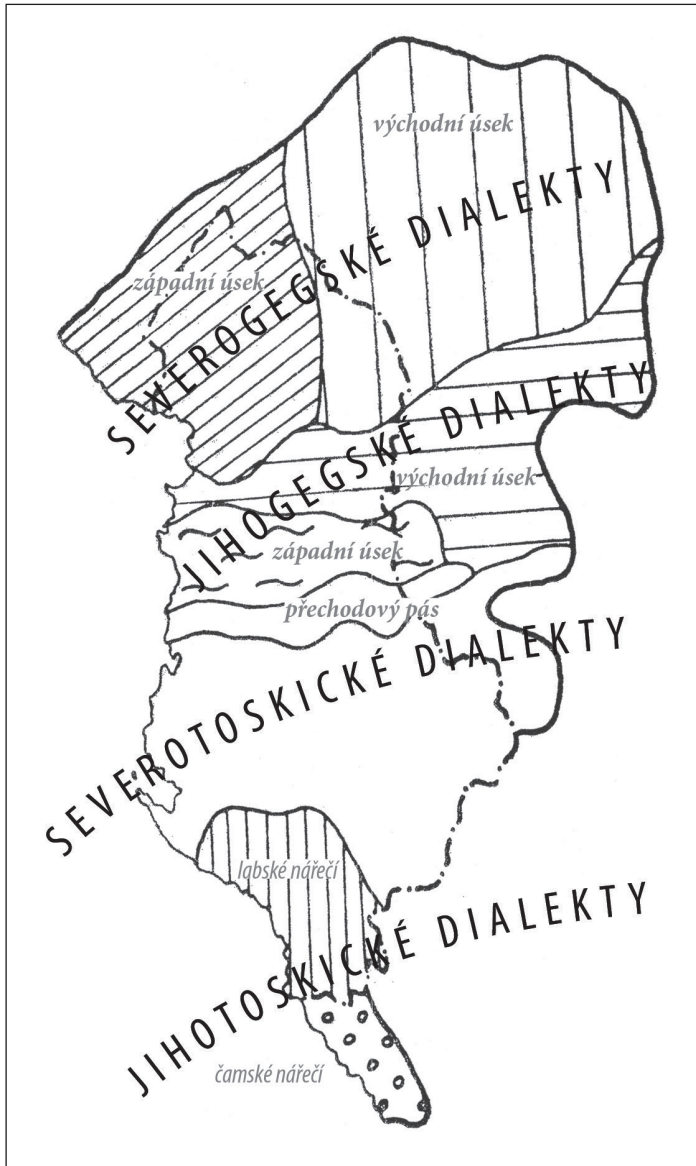 východní úsek
SEVEROGEGSKÉ DIALEKTY
západní úsek
JIHOGEGSKÉ DIALEKTY
východní úsek
západní úsek
přechodový pás
SEVEROTOSKICKÉ DIALEKTY
labské nářečí
JIHOTOSKICKÉ DIALEKTY
čamské nářečí